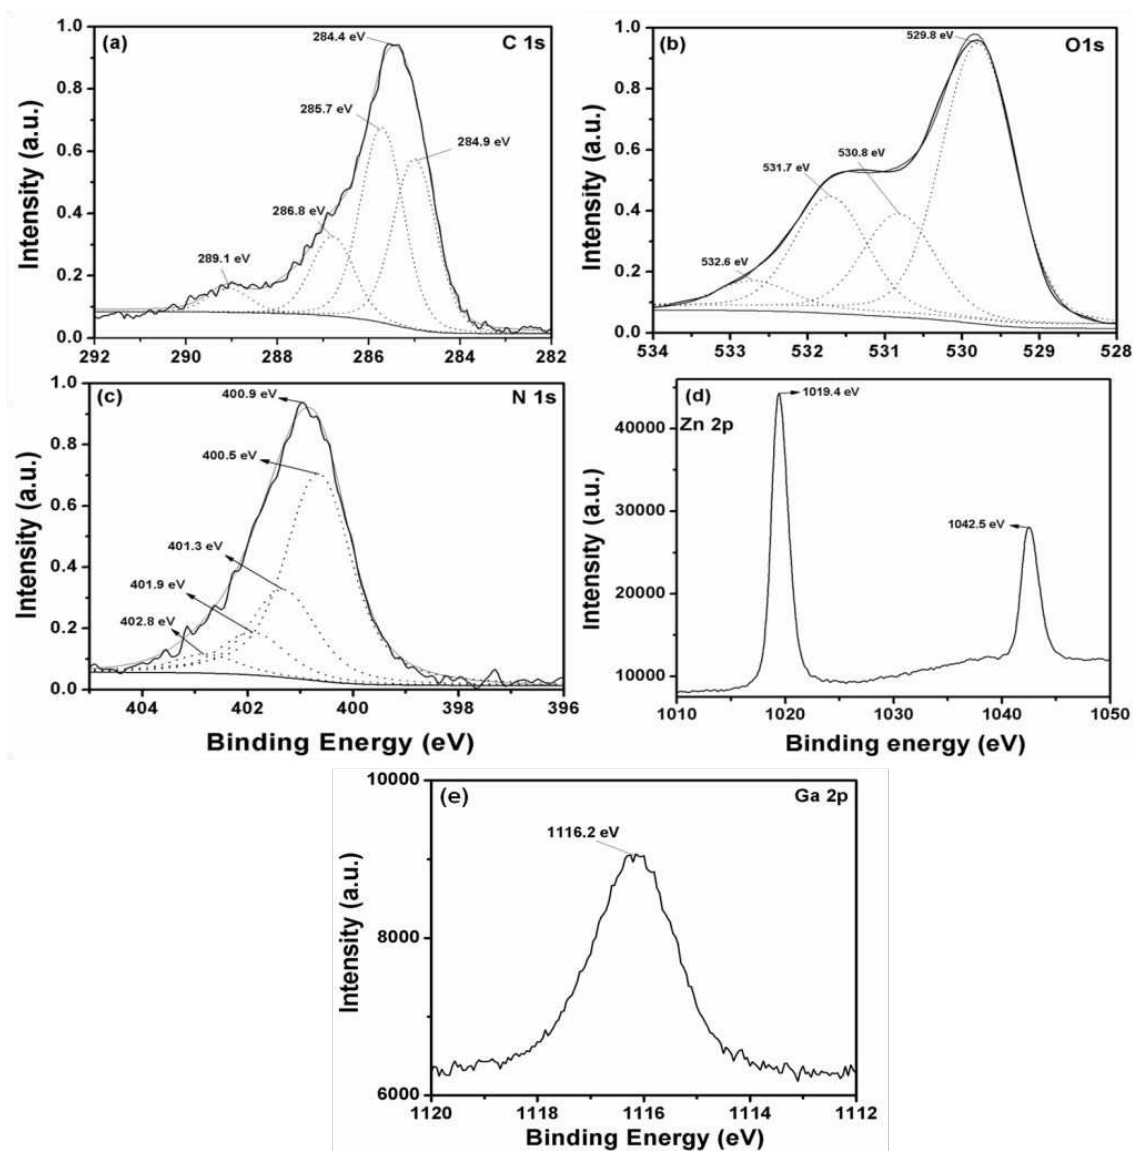 (a)
C 1s
284.4 eV
285.7 eV
284.9 eV
286.8 eV
289.1 eV
Intensity (a.u.)
1.0
0.8
0.6
0.4
0.2
0.0
292 290 288 286 284 282
(b)
O1s
529.8 eV
530.8 eV
531.7 eV
532.6 eV
Intensity (a.u.)
1.0
0.8
0.6
0.4
0.2
0.0
534 533 532 531 530 529 528
(c)
N 1s
400.9 eV
400.5 eV
401.3 eV
401.9 eV
402.8 eV
Intensity (a.u.)
1.0
0.8
0.6
0.4
0.2
0.0
404 402 400 398 396
Binding Energy (eV)
(d)
Zn 2p
1019.4 eV
1042.5 eV
Intensity (a.u.)
40000
30000
20000
10000
1010 1020 1030 1040 1050
Binding energy (eV)
(e)
Ga 2p
1116.2 eV
Intensity (a.u.)
10000
8000
6000
1120 1118 1116 1114 1112
Binding Energy (eV)